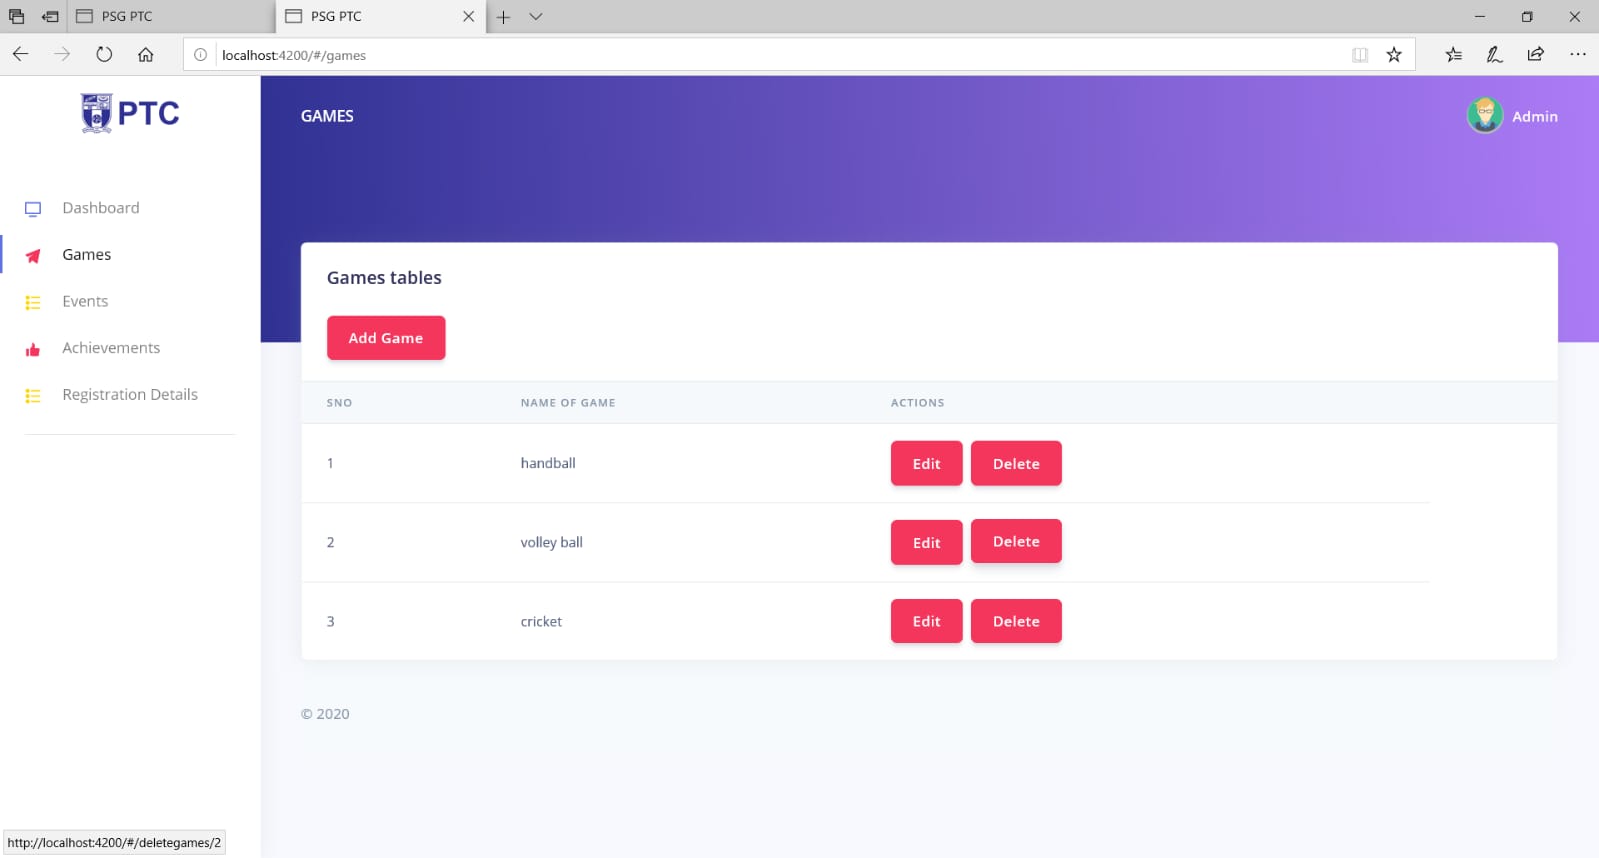 PSG PTC
PSG PTC
localhost:4200/#/games
PTC
GAMES
Admin
Dashboard
Games
Events
Achievements
Registration Details
Games tables
Add Game
SNO NAME OF GAME ACTIONS
1 handball Edit Delete
2 volley ball Edit Delete
3 cricket Edit Delete
© 2020
http://localhost:4200/#/deletegames/2